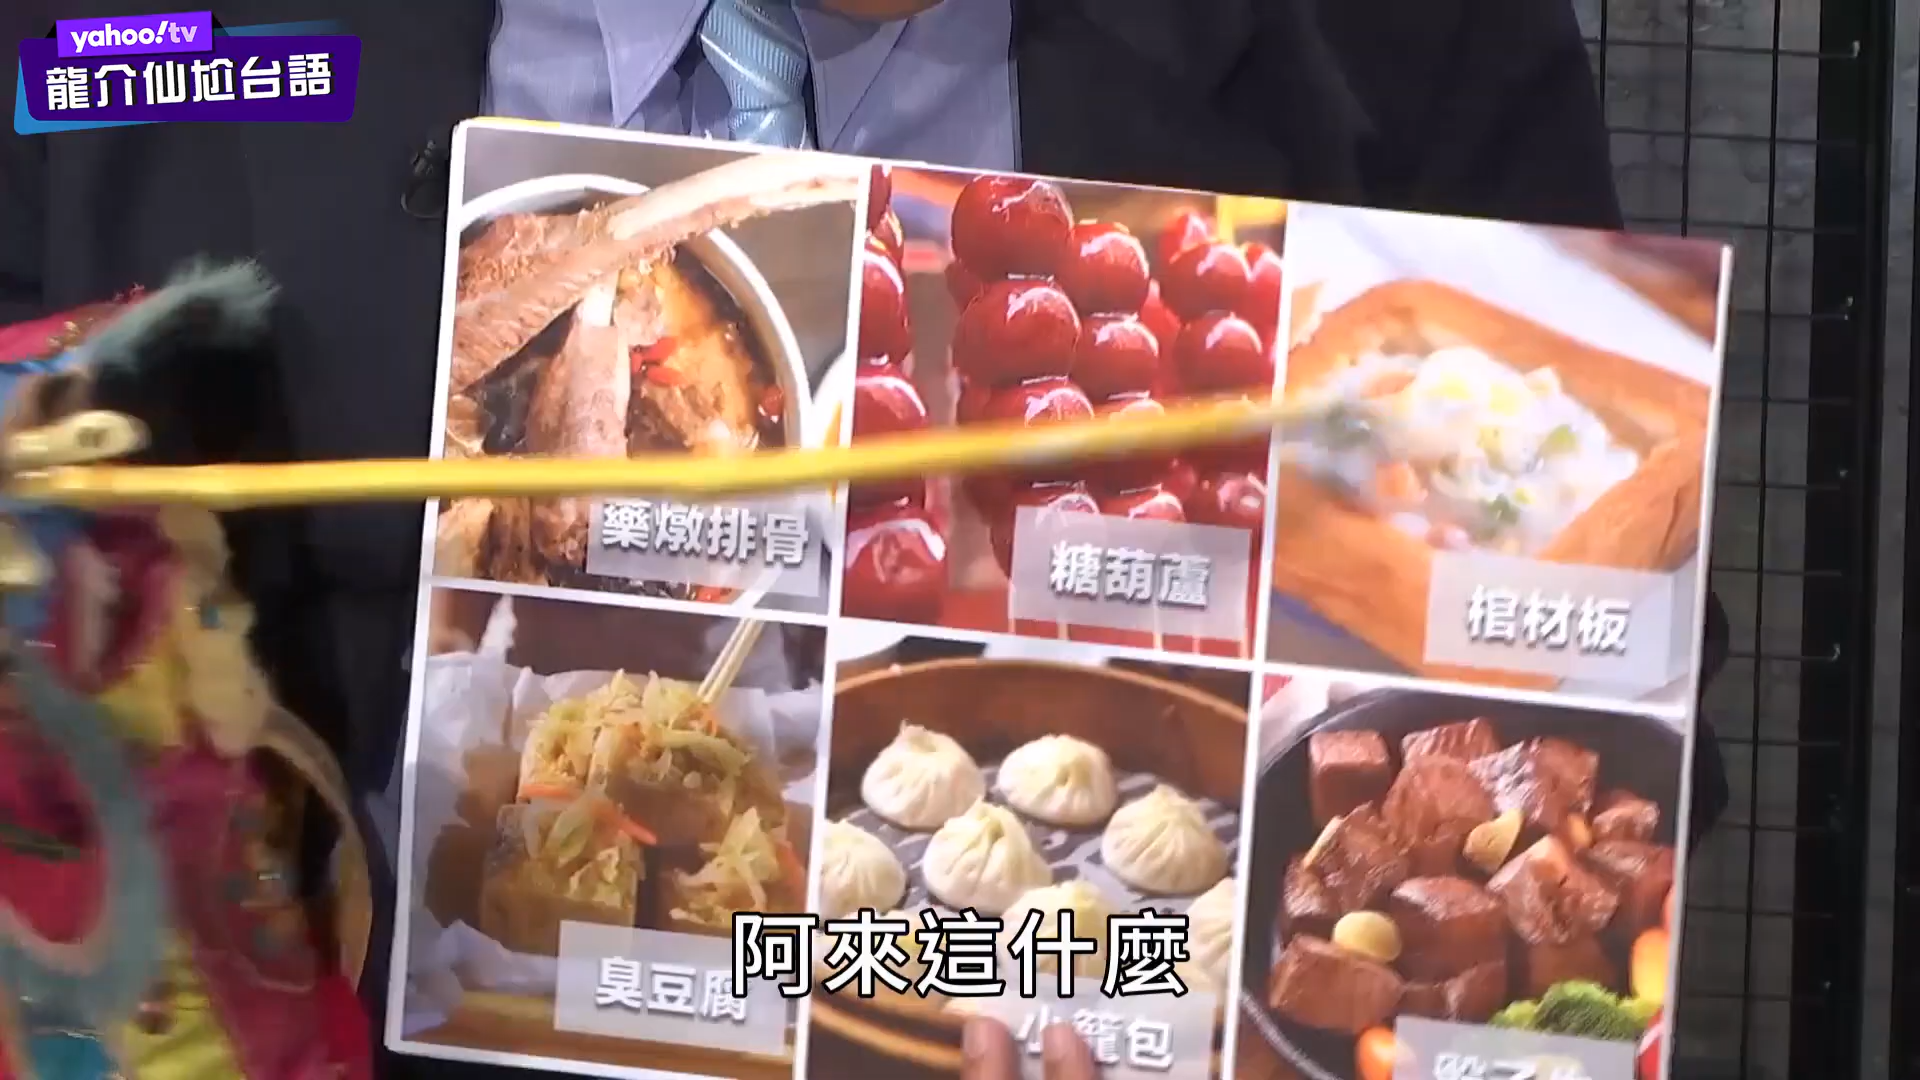 yahoo!tv
龍介仙尬台語
藥燉排骨
糖葫蘆
棺材板
臭豆腐
小籠包
阿來這什麼